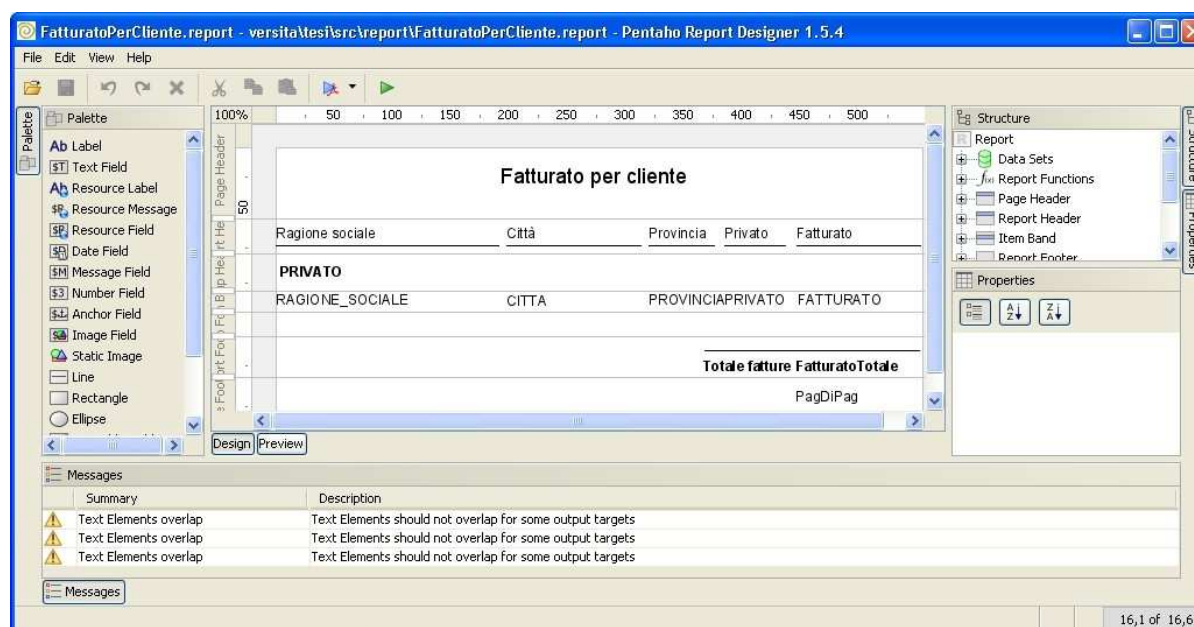 FatturatoPerCliente.report - versita\tesi\src\report\FatturatoPerCliente.report - Pentaho Report Designer 1.5.4
File Edit View Help
Palette
Palette
Ab Label
$T Text Field
Ab Resource Label
Resource Message
Resource Field
Date Field
$M Message Field
$3 Number Field
Anchor Field
Image Field
Static Image
Line
Rectangle
Ellipse
100%
50 100 150 200 250 300 350 400 450 500
Page Header
50
Fatturato per cliente
Ragione sociale Città Provincia Privato Fatturato
PRIVATO
RAGIONE_SOCIALE CITTA PROVINCIAPRIVATO FATTURATO
Totale fatture FatturatoTotale
PagDiPag
Design Preview
Structure
Report
Data Sets
f(x) Report Functions
Page Header
Report Header
Item Band
Report Footer
Structure
Properties
Properties
Messages
Summary Description
Text Elements overlap Text Elements should not overlap for some output targets
Text Elements overlap Text Elements should not overlap for some output targets
Text Elements overlap Text Elements should not overlap for some output targets
Messages
16,1 of 16,6